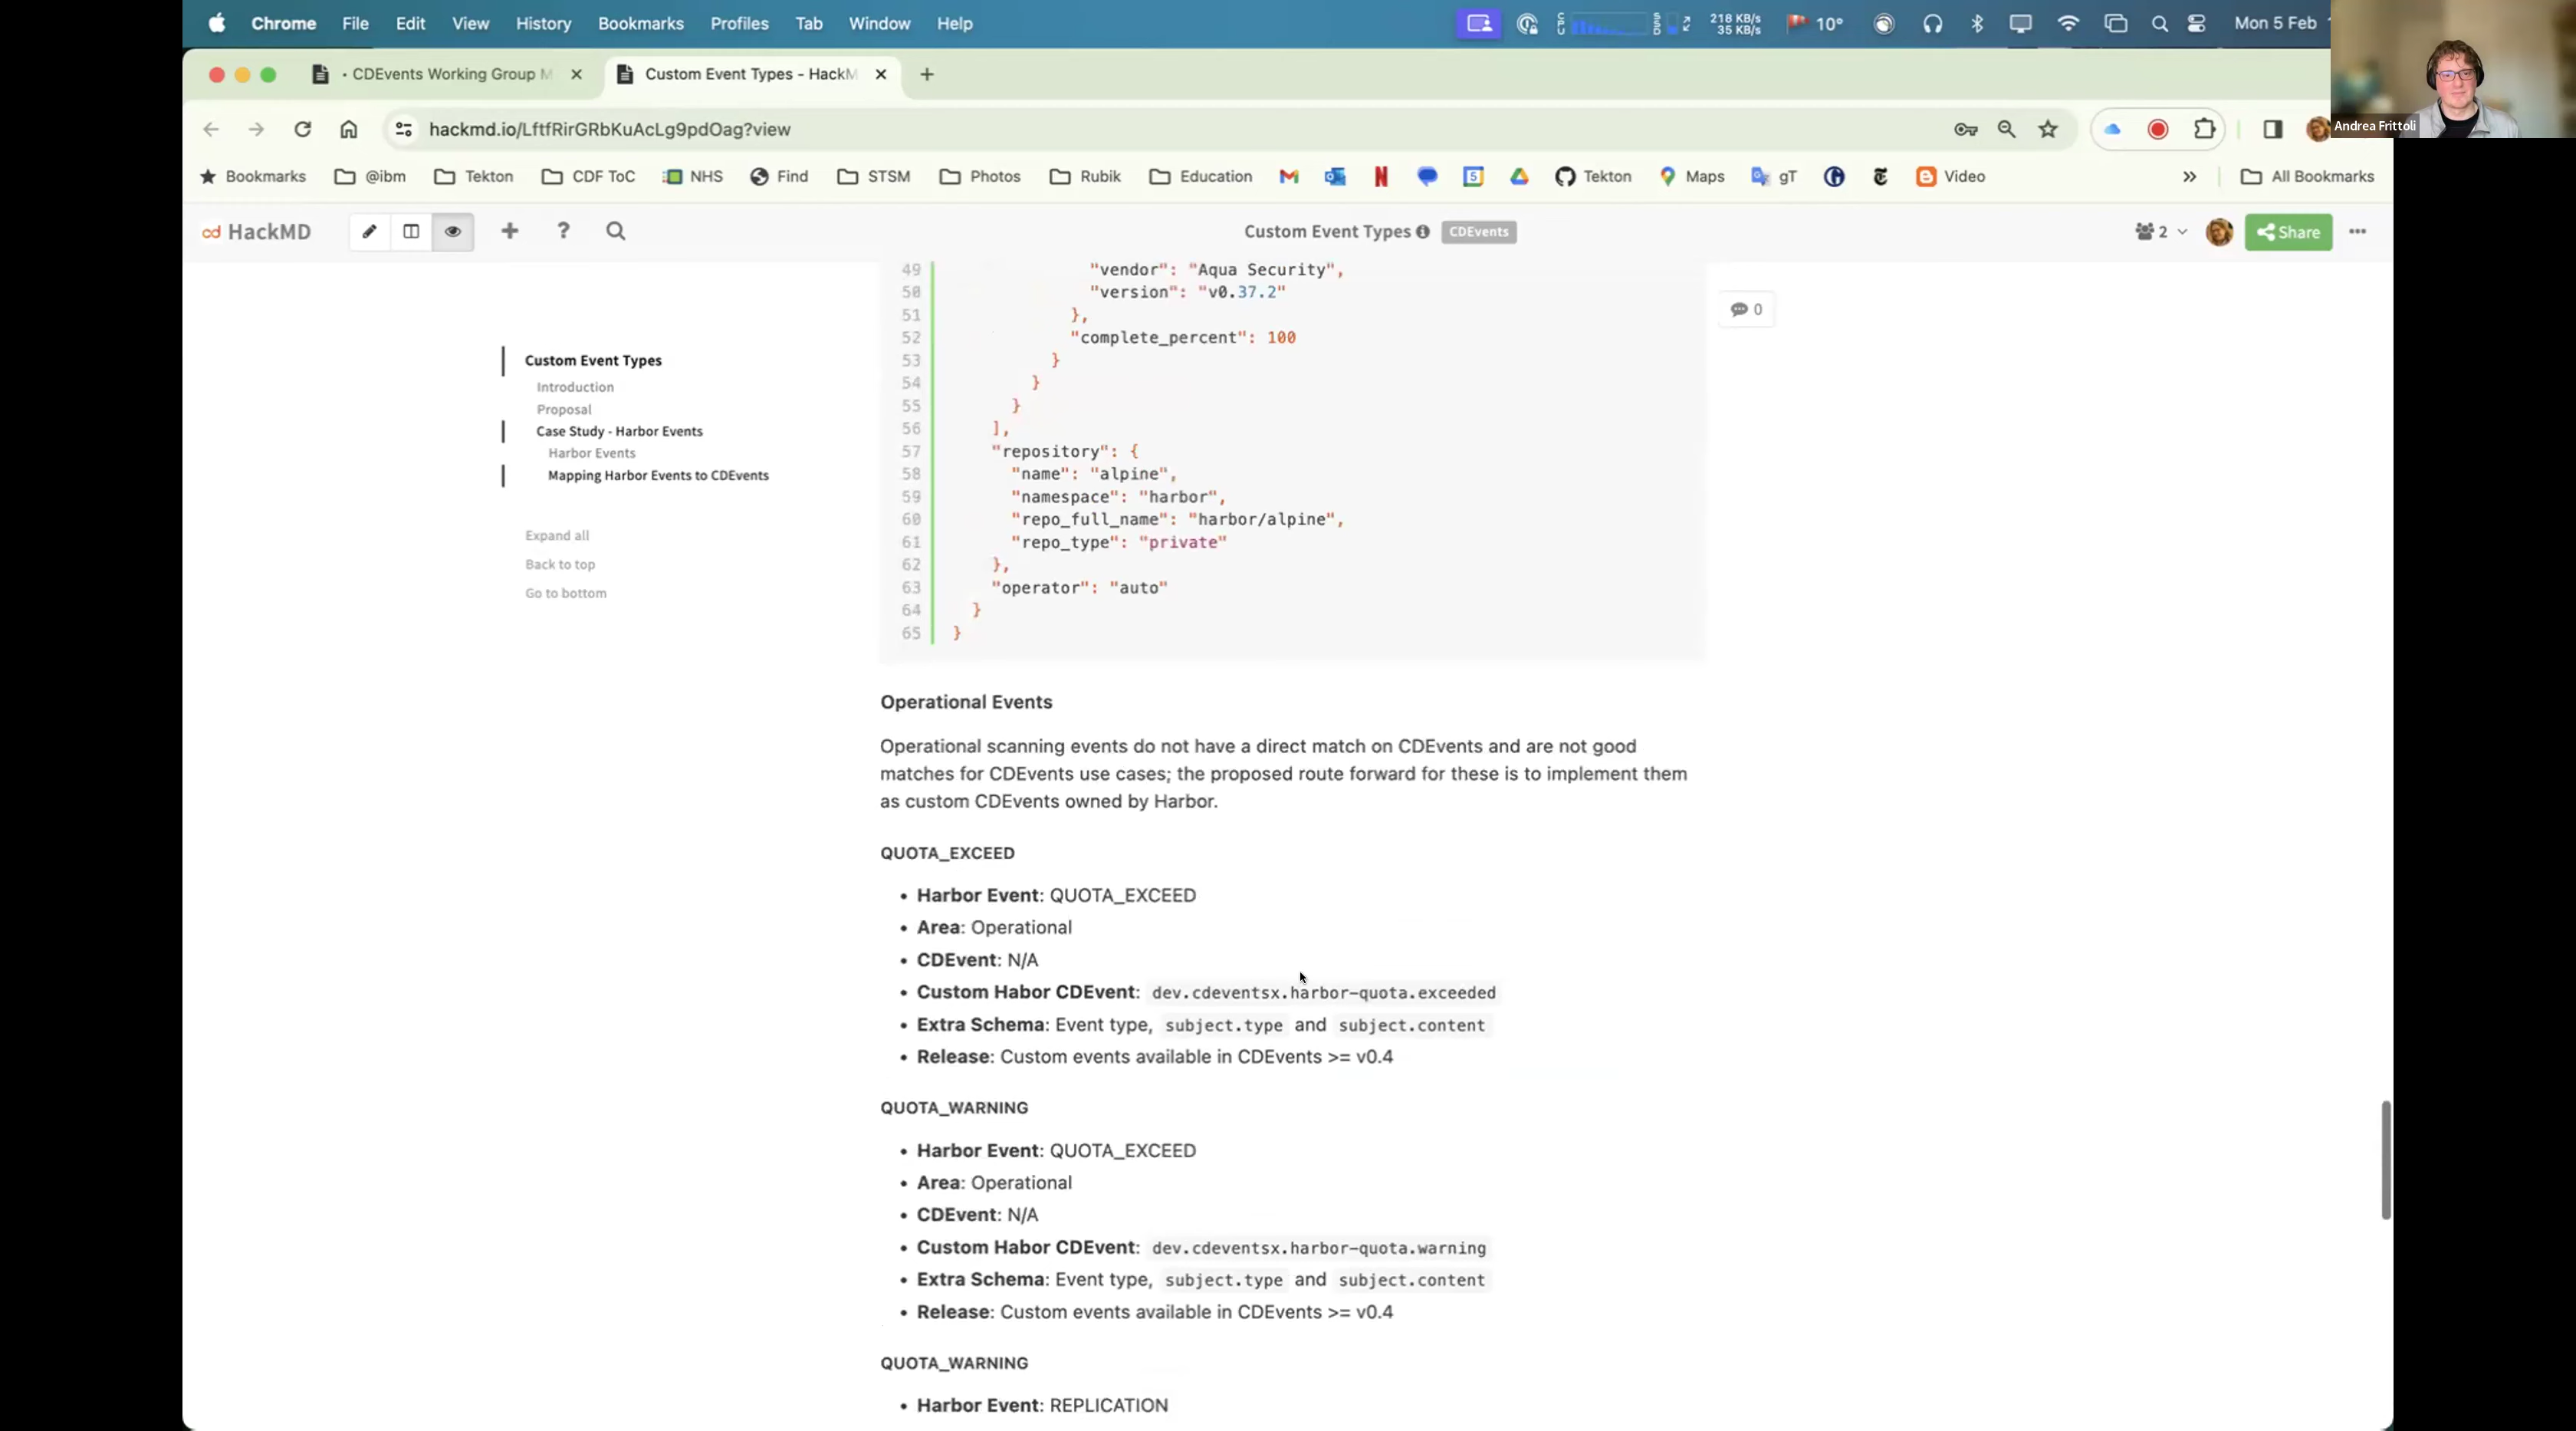 Chrome File Edit View History Bookmarks Profiles Tab Window Help
218 KB/s
35 KB/s
10°
Mon 5 Feb
Andrea Frittoli
• CDEvents Working Group M
Custom Event Types - HackM
hackmd.io/LftfRirGRbKuAcLg9pdOag?view
Bookmarks @ibm Tekton CDF ToC NHS Find STSM Photos Rubik Education Tekton Maps gT Video » All Bookmarks
HackMD
Custom Event Types CDEvents
2
Share
49 "vendor": "Aqua Security",
50 "version": "v0.37.2"
51 },
52 "complete_percent": 100
53 }
54 }
55 }
56 ],
57 "repository": {
58 "name": "alpine",
59 "namespace": "harbor",
60 "repo_full_name": "harbor/alpine",
61 "repo_type": "private"
62 },
63 "operator": "auto"
64 }
65 }
0
Custom Event Types
Introduction
Proposal
Case Study - Harbor Events
Harbor Events
Mapping Harbor Events to CDEvents
Expand all
Back to top
Go to bottom
Operational Events
Operational scanning events do not have a direct match on CDEvents and are not good
matches for CDEvents use cases; the proposed route forward for these is to implement them
as custom CDEvents owned by Harbor.
QUOTA_EXCEED
• Harbor Event: QUOTA_EXCEED
• Area: Operational
• CDEvent: N/A
• Custom Habor CDEvent: dev.cdeventsx.harbor-quota.exceeded
• Extra Schema: Event type, subject.type and subject.content
• Release: Custom events available in CDEvents >= v0.4
QUOTA_WARNING
• Harbor Event: QUOTA_EXCEED
• Area: Operational
• CDEvent: N/A
• Custom Habor CDEvent: dev.cdeventsx.harbor-quota.warning
• Extra Schema: Event type, subject.type and subject.content
• Release: Custom events available in CDEvents >= v0.4
QUOTA_WARNING
• Harbor Event: REPLICATION